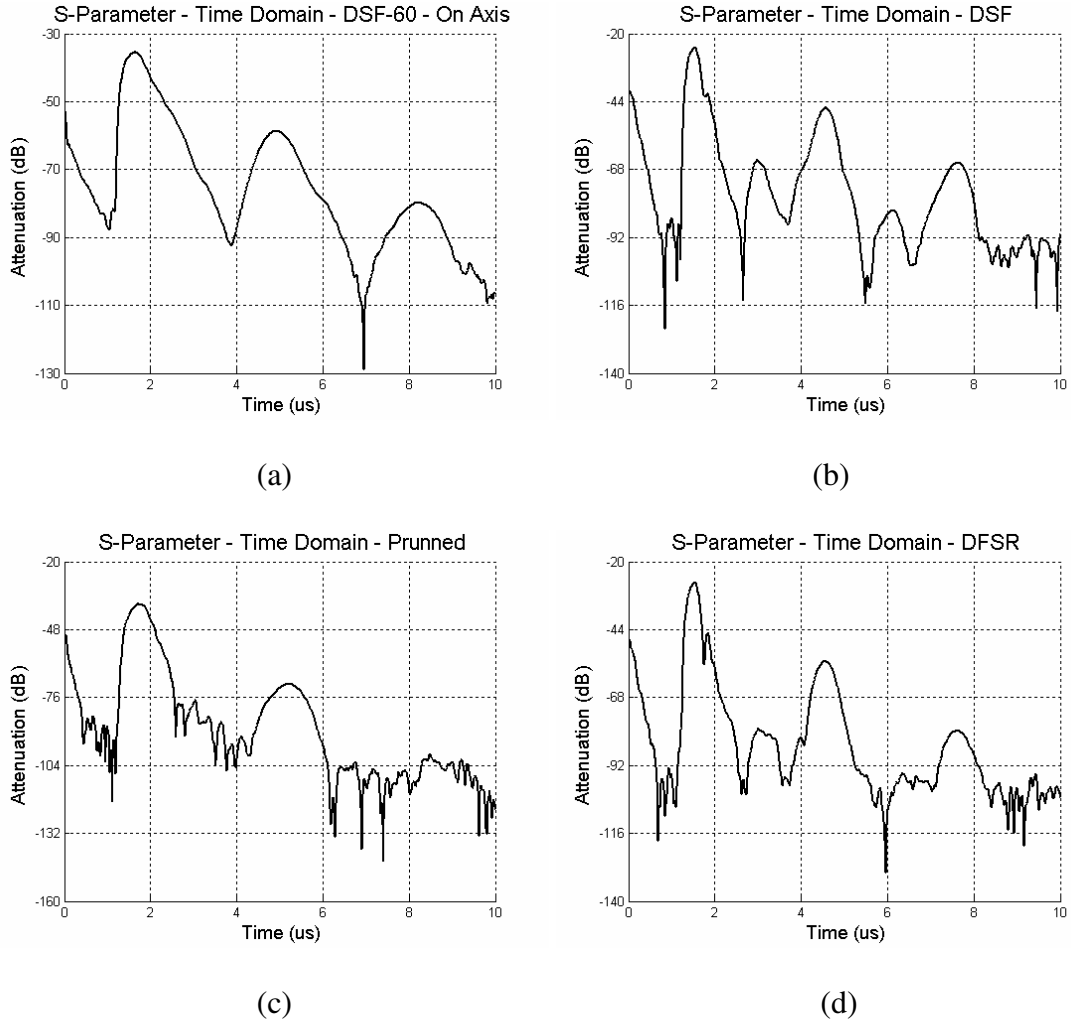 S-Parameter - Time Domain - DSF-60 - On Axis
-30
-50
-70
-90
-110
-130
Attenuation (dB)
0 2 4 6 8 10
Time (us)
(a)
S-Parameter - Time Domain - DSF
-20
-44
-68
-92
-116
-140
Attenuation (dB)
0 2 4 6 8 10
Time (us)
(b)
S-Parameter - Time Domain - Prunned
-20
-48
-76
-104
-132
-160
Attenuation (dB)
0 2 4 6 8 10
Time (us)
(c)
S-Parameter - Time Domain - DFSR
-20
-44
-68
-92
-116
-140
Attenuation (dB)
0 2 4 6 8 10
Time (us)
(d)